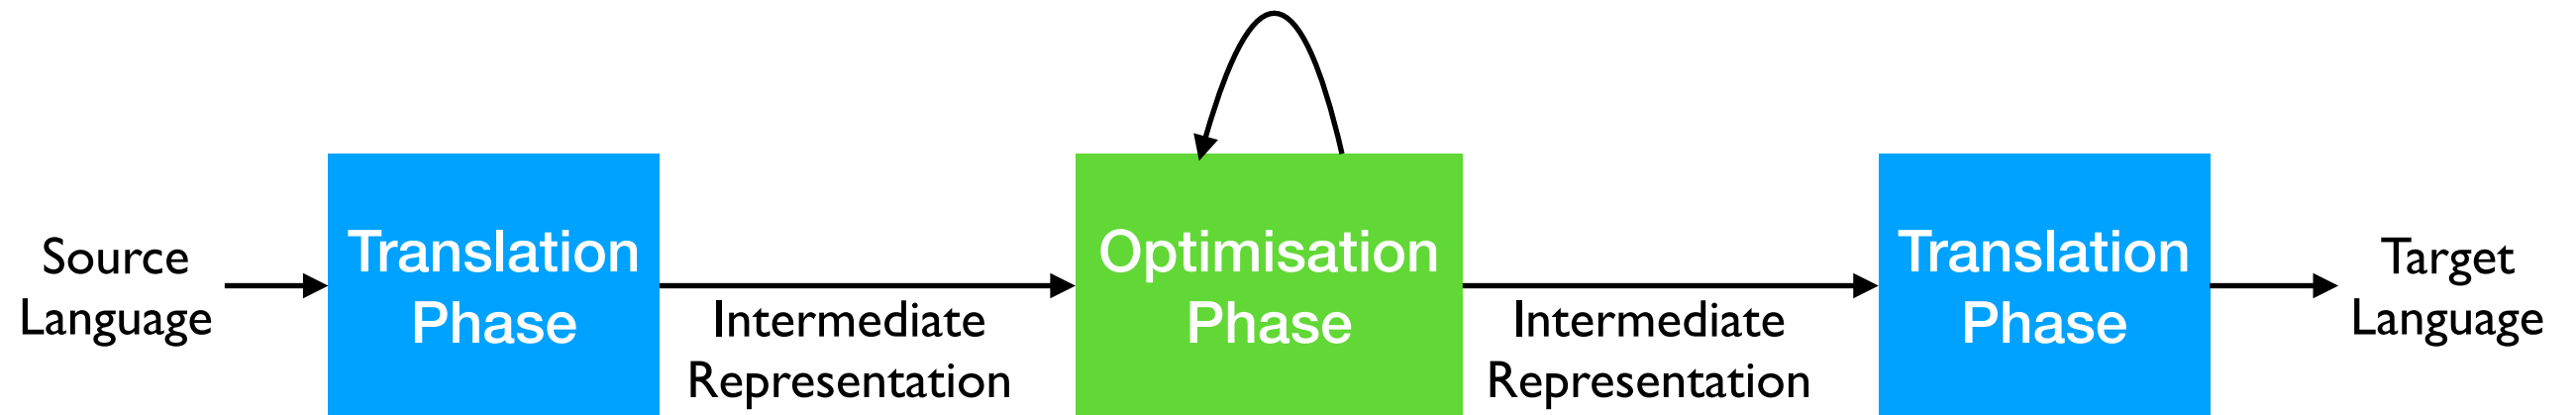 Source
Language
Translation
Phase
Intermediate
Representation
Optimisation
Phase
Intermediate
Representation
Translation
Phase
Target
Language